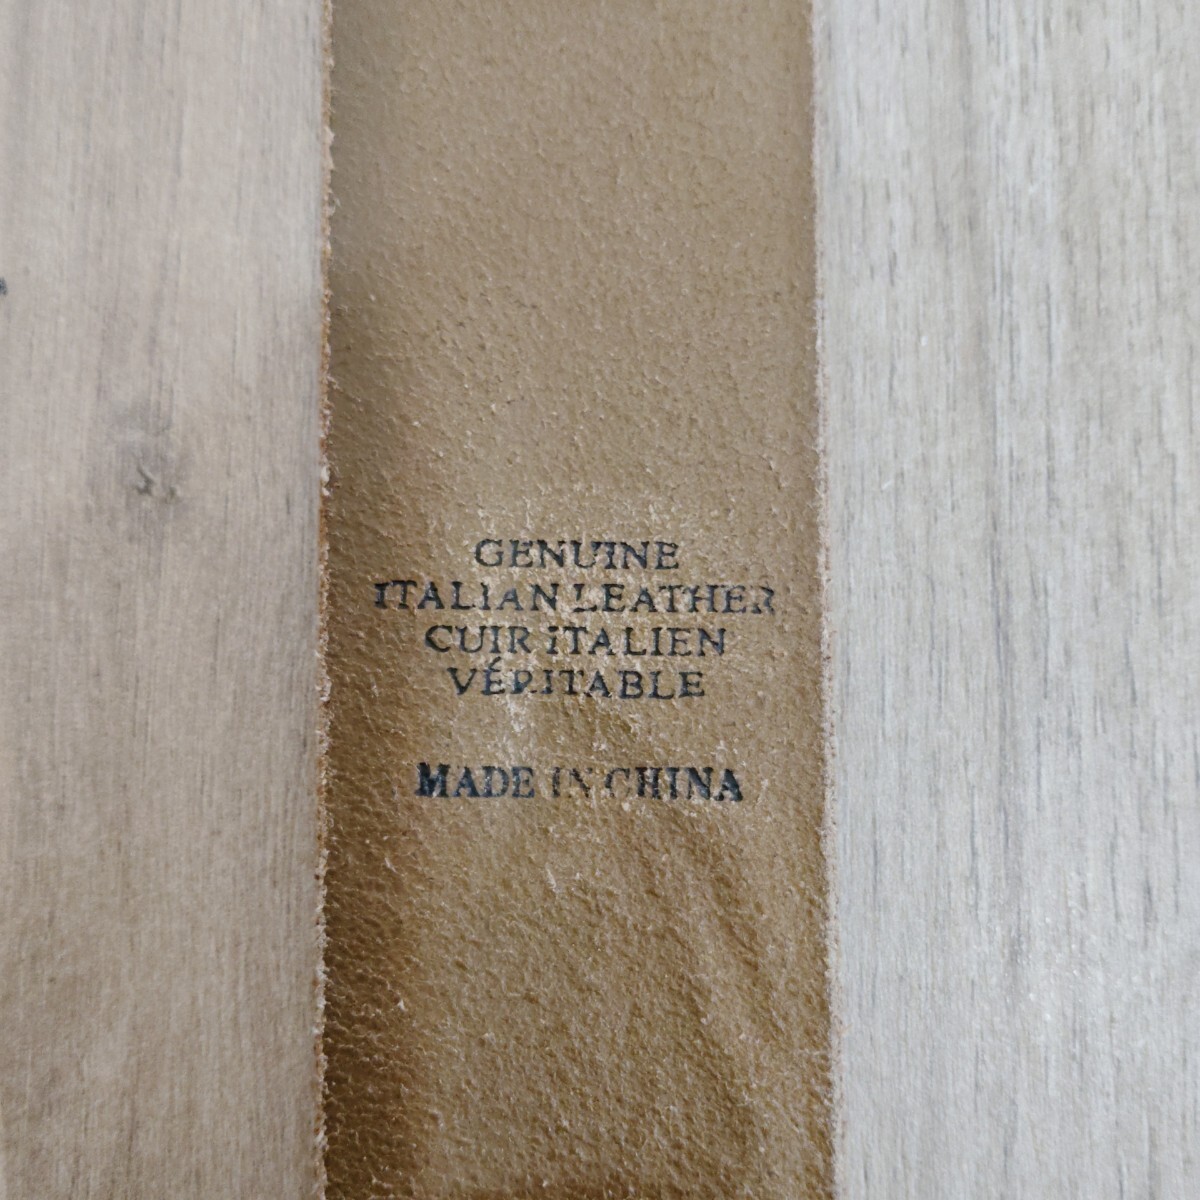 GENUINE
ITALIAN LEATHER
CUIR ITALIEN
VÉRITABLE
MADE IN CHINA